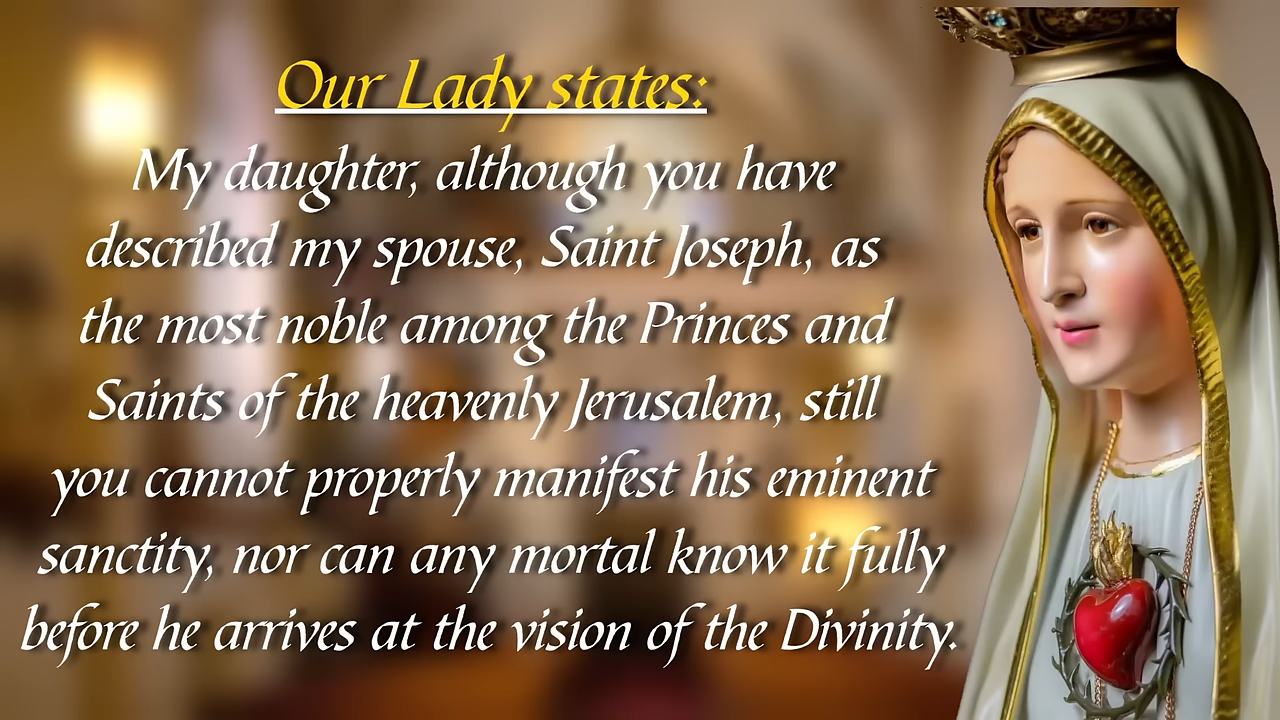 Our Lady states:
My daughter, although you have
described my spouse, Saint Joseph, as
the most noble among the Princes and
Saints of the heavenly Jerusalem, still
you cannot properly manifest his eminent
sanctity, nor can any mortal know it fully
before he arrives at the vision of the Divinity.